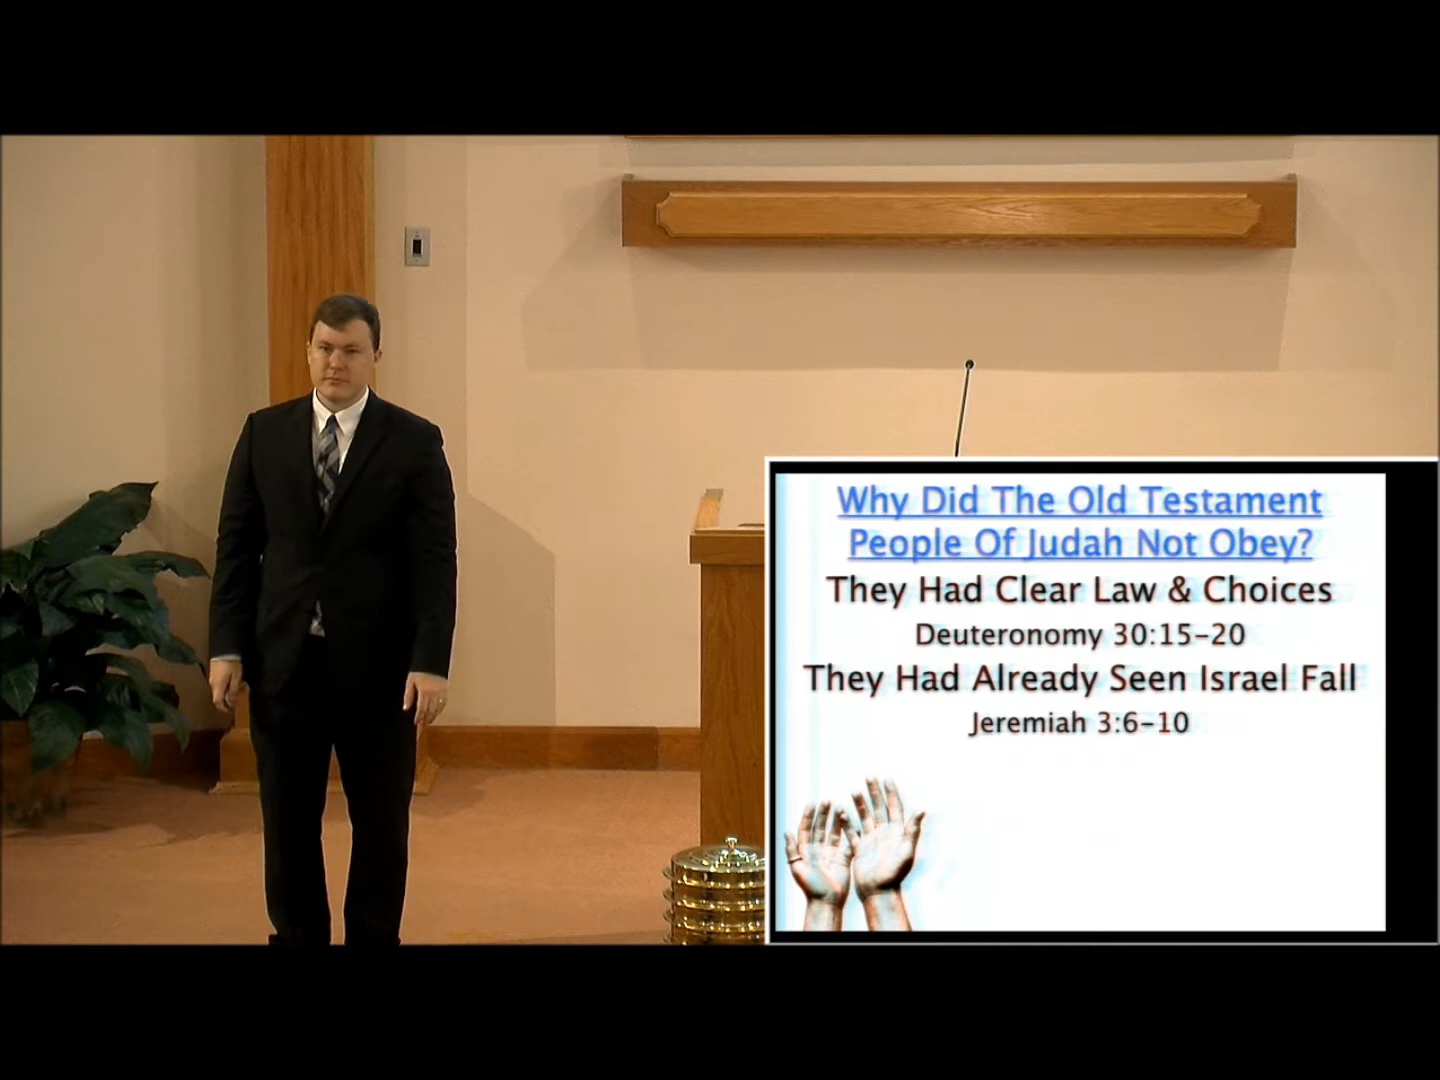 Why Did The Old Testament
People Of Judah Not Obey?
They Had Clear Law & Choices
Deuteronomy 30:15-20
They Had Already Seen Israel Fall
Jeremiah 3:6-10